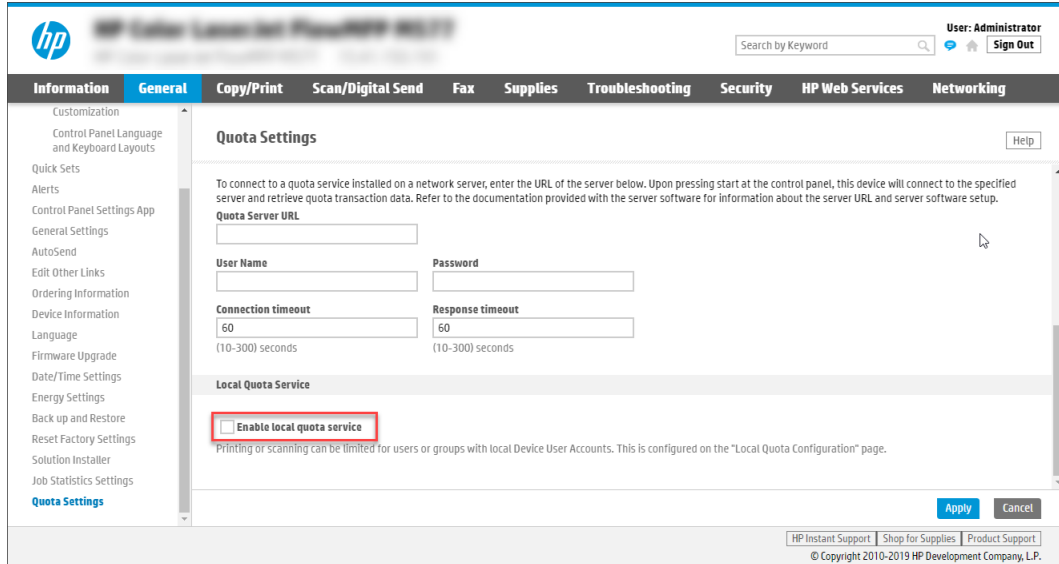 hp
User: Administrator
Search by Keyword
Sign Out
Information General Copy/Print Scan/Digital Send Fax Supplies Troubleshooting Security HP Web Services Networking
Customization
Control Panel Language
and Keyboard Layouts
Quick Sets
Alerts
Control Panel Settings App
General Settings
AutoSend
Edit Other Links
Ordering Information
Device Information
Language
Firmware Upgrade
Date/Time Settings
Energy Settings
Back up and Restore
Reset Factory Settings
Solution Installer
Job Statistics Settings
Quota Settings
Quota Settings
Help
To connect to a quota service installed on a network server, enter the URL of the server below. Upon pressing start at the control panel, this device will connect to the specified
server and retrieve quota transaction data. Refer to the documentation provided with the server software for information about the server URL and server software setup.
Quota Server URL
User Name Password
Connection timeout Response timeout
60 60
(10-300) seconds (10-300) seconds
Local Quota Service
Enable local quota service
Printing or scanning can be limited for users or groups with local Device User Accounts. This is configured on the "Local Quota Configuration" page.
Apply Cancel
HP Instant Support Shop for Supplies Product Support
© Copyright 2010-2019 HP Development Company, L.P.